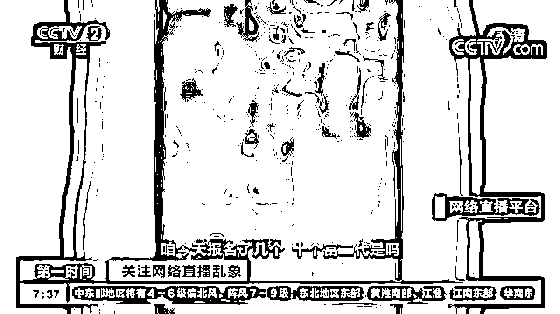 CCTV 2
财 经
高清
CCTV.com
网络直播平台
咱今天报名了几个 十个富二代是吗
第一时间
关注网络直播乱象
7:37
中东部地区将有4－6级偏北风，阵风7－9级；东北地区东部、黄淮南部、江淮、江南东部、华南东